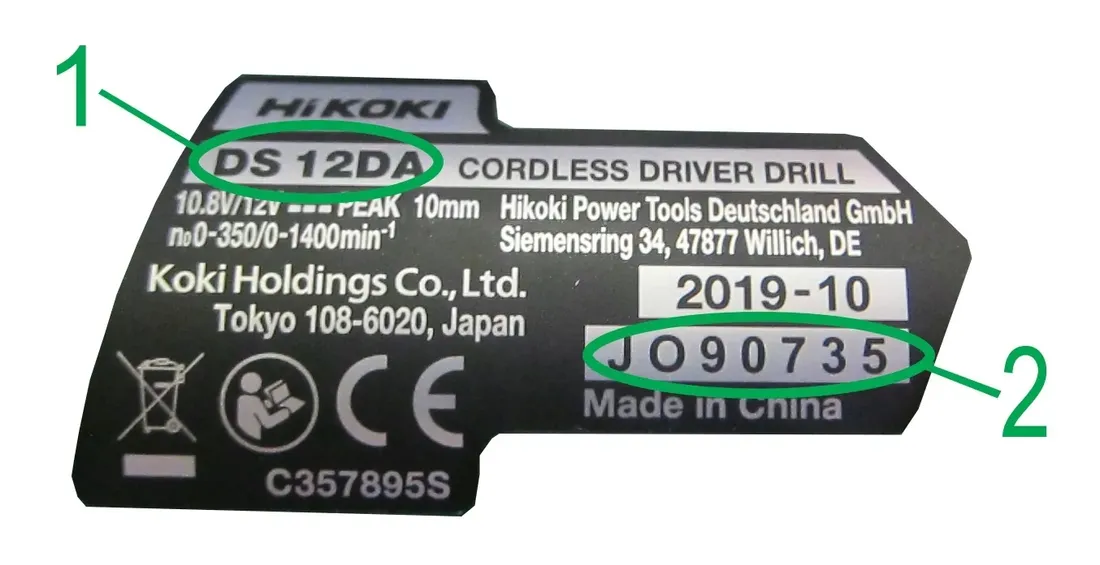 1
HiKOKI
DS 12DA CORDLESS DRIVER DRILL
10.8V/12V PEAK 10mm
n₀0-350/0-1400min⁻¹
Hikoki Power Tools Deutschland GmbH
Siemensring 34, 47877 Willich, DE
Koki Holdings Co., Ltd.
Tokyo 108-6020, Japan
2019-10
JO90735
2
Made in China
CE
C357895S